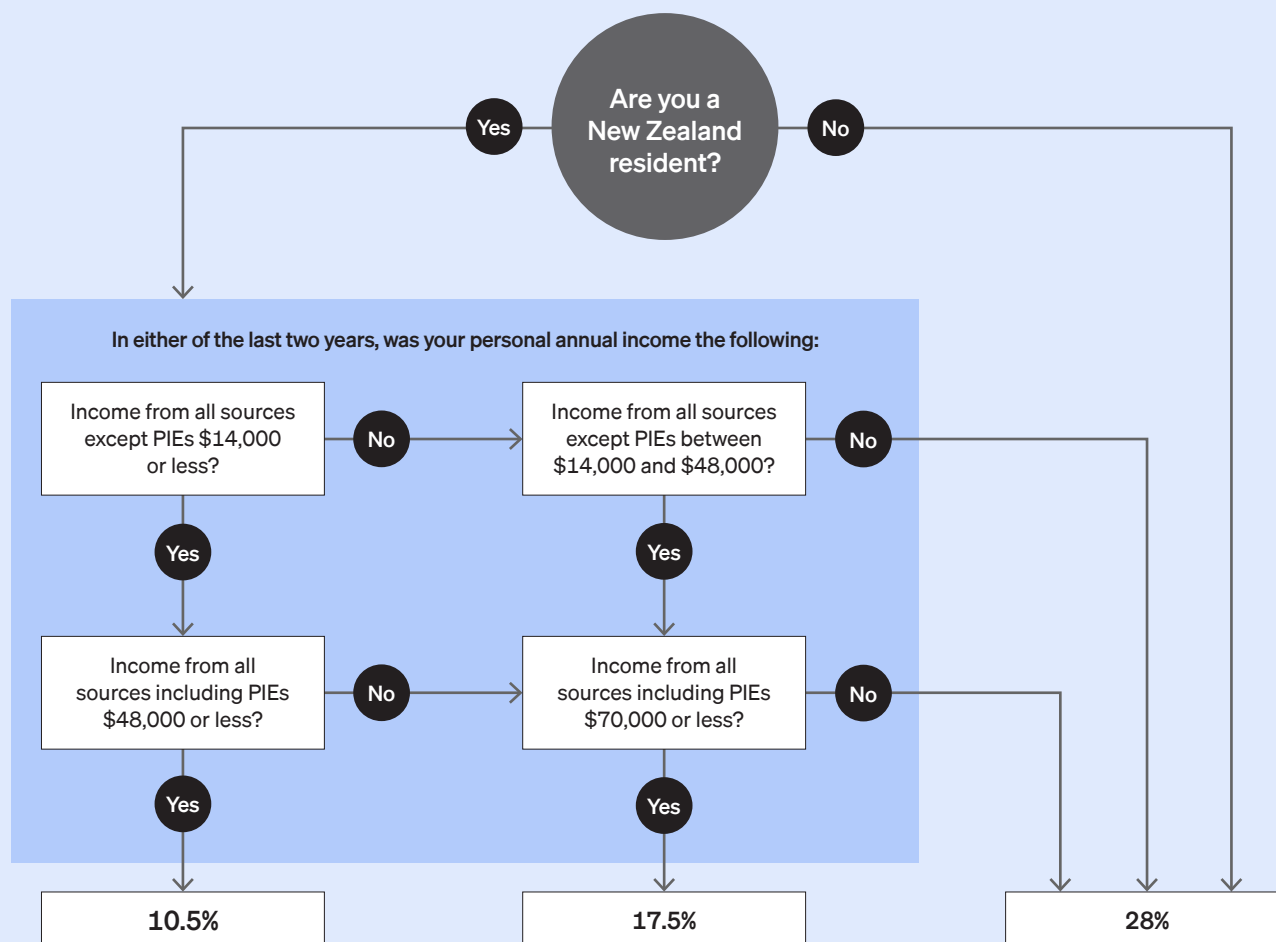 Are you a
New Zealand
resident?
Yes
No
In either of the last two years, was your personal annual income the following:
Income from all sources
except PIEs $14,000
or less?
No
Income from all sources
except PIEs between
$14,000 and $48,000?
No
Yes
Yes
Income from all
sources including PIEs
$48,000 or less?
No
Income from all
sources including PIEs
$70,000 or less?
No
Yes
Yes
10.5%
17.5%
28%